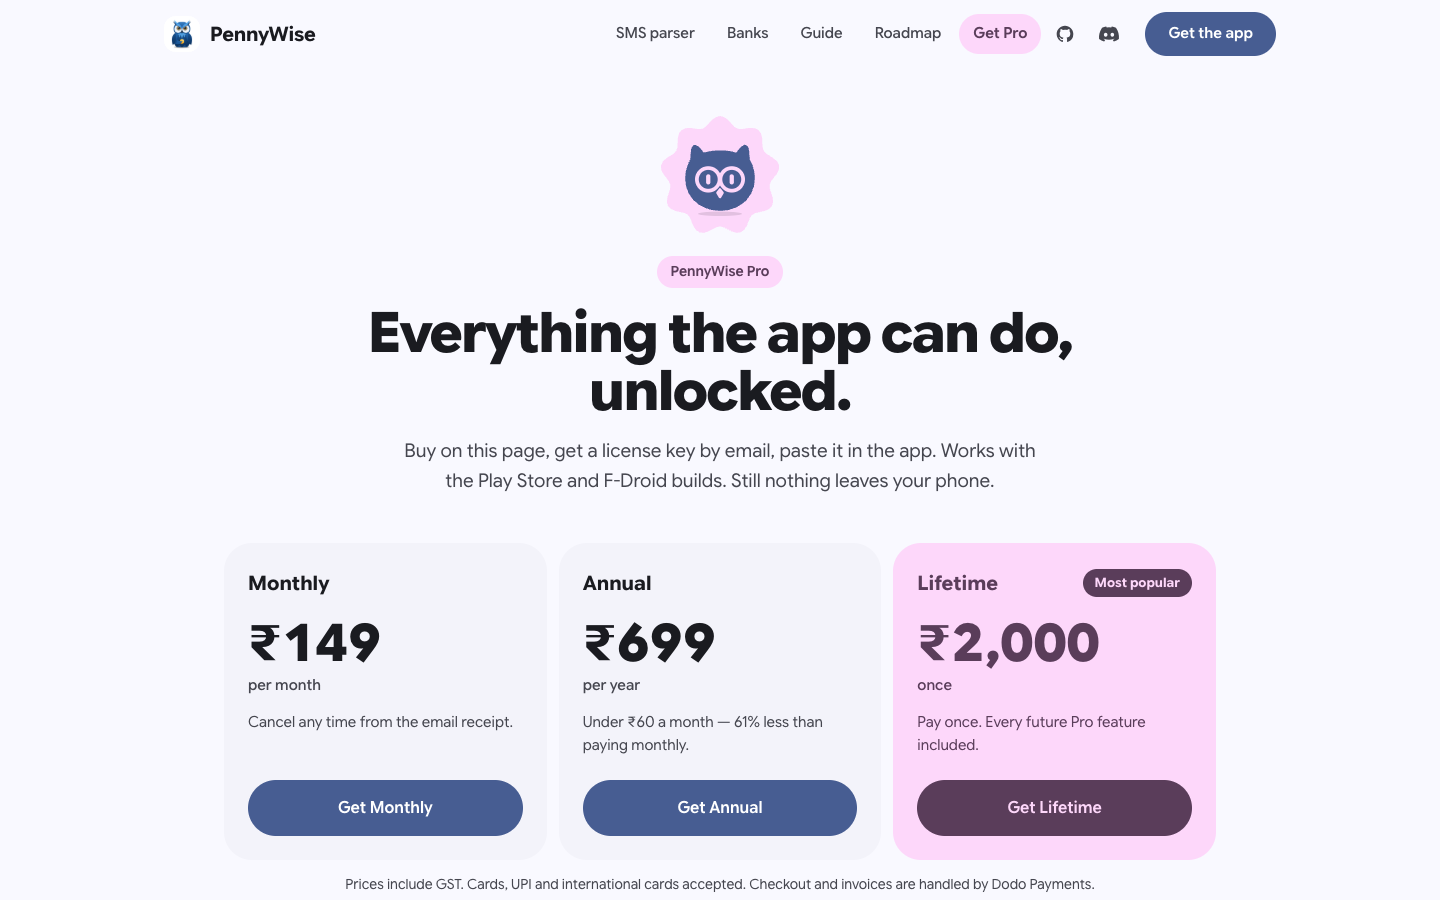 PennyWise
SMS parser
Banks
Guide
Roadmap
Get Pro
Get the app
PennyWise Pro
Everything the app can do,
unlocked.
Buy on this page, get a license key by email, paste it in the app. Works with
the Play Store and F-Droid builds. Still nothing leaves your phone.
Monthly
₹149
per month
Cancel any time from the email receipt.
Get Monthly
Annual
₹699
per year
Under ₹60 a month — 61% less than
paying monthly.
Get Annual
Lifetime
Most popular
₹2,000
once
Pay once. Every future Pro feature
included.
Get Lifetime
Prices include GST. Cards, UPI and international cards accepted. Checkout and invoices are handled by Dodo Payments.